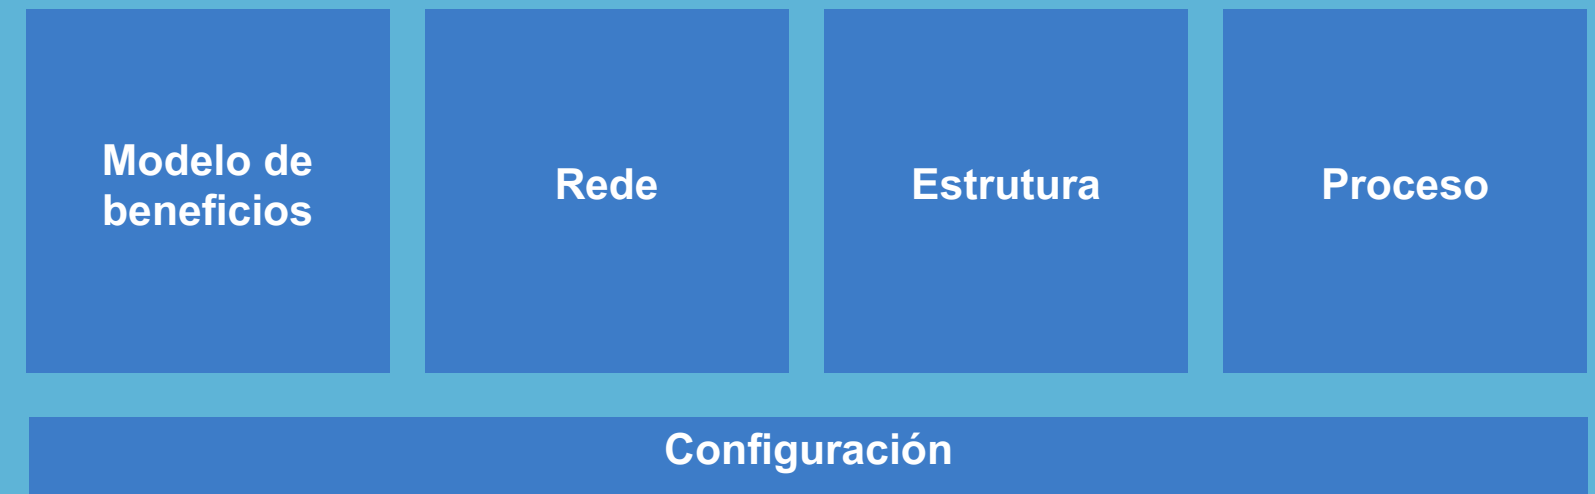 Modelo de
beneficios
Rede
Estrutura
Proceso
Configuración